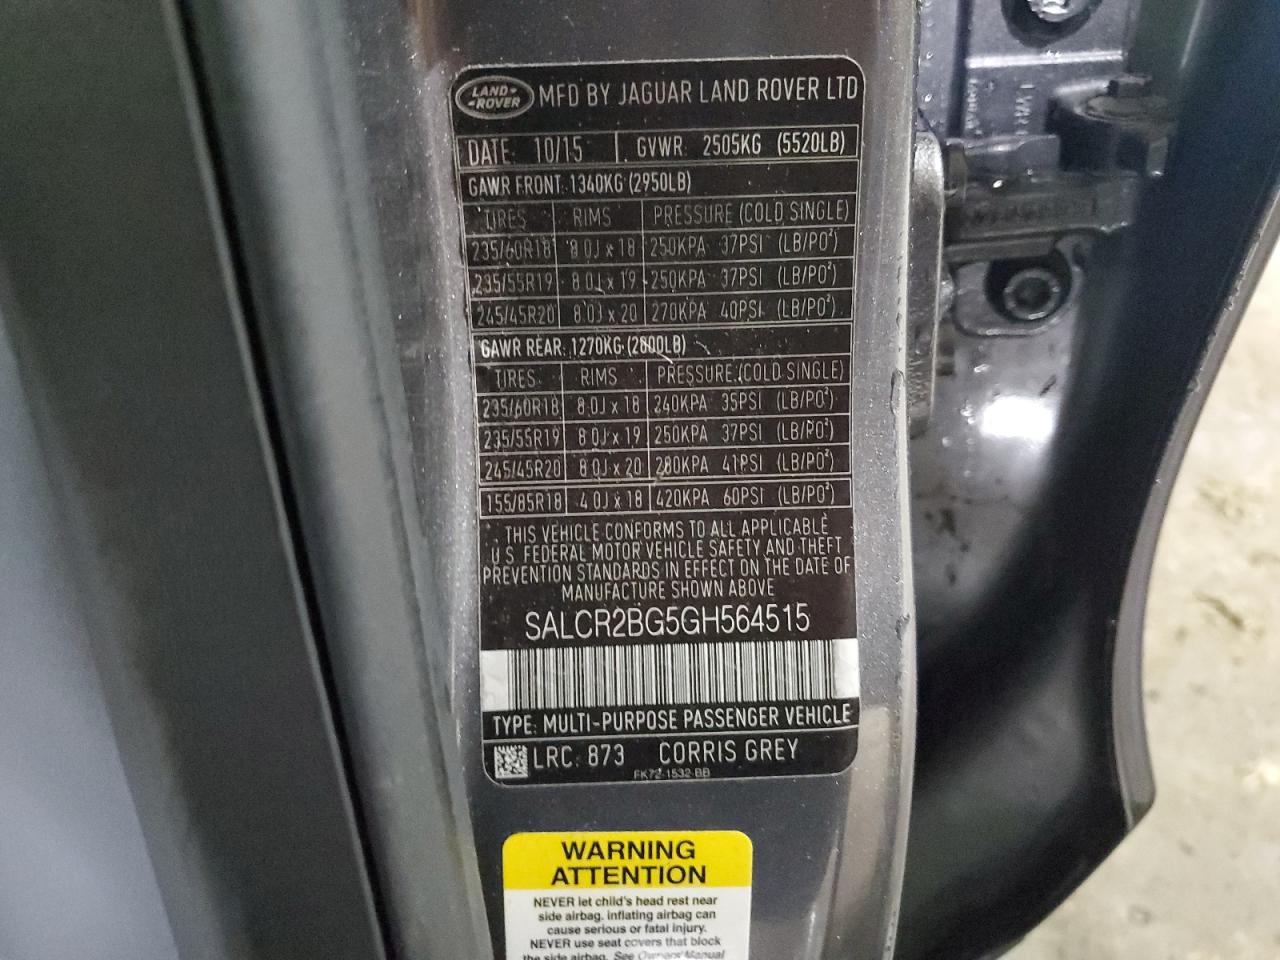 LAND ROVER MFD BY JAGUAR LAND ROVER LTD
DATE: 10/15 GVWR: 2505KG (5520LB)
GAWR FRONT: 1340KG (2950LB)
TIRES RIMS PRESSURE (COLD SINGLE)
235/60R18 8.0J x 18 250KPA 37PSI (LB/PO²)
235/55R19 8.0J x 19 250KPA 37PSI (LB/PO²)
245/45R20 8.0J x 20 270KPA 40PSI (LB/PO²)
GAWR REAR: 1270KG (2800LB)
TIRES RIMS PRESSURE (COLD SINGLE)
235/60R18 8.0J x 18 240KPA 35PSI (LB/PO²)
235/55R19 8.0J x 19 250KPA 37PSI (LB/PO²)
245/45R20 8.0J x 20 280KPA 41PSI (LB/PO²)
155/85R18 4.0J x 18 420KPA 60PSI (LB/PO²)
THIS VEHICLE CONFORMS TO ALL APPLICABLE
U.S. FEDERAL MOTOR VEHICLE SAFETY AND THEFT
PREVENTION STANDARDS IN EFFECT ON THE DATE OF
MANUFACTURE SHOWN ABOVE
SALCR2BG5GH564515
TYPE: MULTI-PURPOSE PASSENGER VEHICLE
LRC: 873 CORRIS GREY
FK72-1532-BB
WARNING
ATTENTION
NEVER let child's head rest near
side airbag, inflating airbag can
cause serious or fatal injury.
NEVER use seat covers that block
the side airbag. See Owners Manual